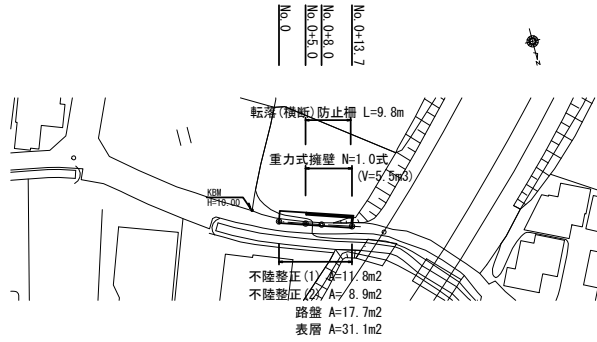 No.0
No.0+5.0
No.0+8.0
No.0+13.7
転落(横断)防止柵 L=9.8m
重力式擁壁 N=1.0式
(V=5.5m3)
KBM
H=10.00
不陸整正(1) A=11.8m2
不陸整正(2) A= 8.9m2
路盤 A=17.7m2
表層 A=31.1m2